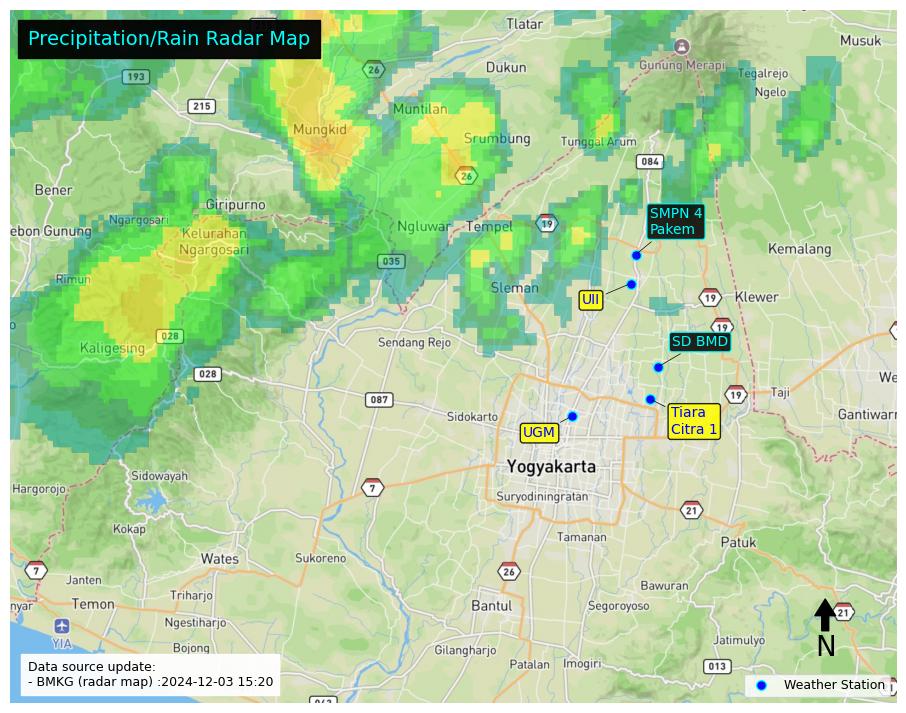 Precipitation/Rain Radar Map
Tlatar
Musuk
Dukun
Gunung Merapi
26
193
Tegalrejo
Ngelo
215
Muntilan
Mungkid
Srumbung
Tunggal Arum
084
26
Bener
Giripurno
Ngargosari
SMPN 4
Pakem
ebon Gunung
Kelurahan
Ngargosari
Ngluwar
Tempel
19
Kemalang
035
Rimun
Sleman
UII
19
Klewer
028
19
Kaligesing
Sendang Rejo
SD BMD
028
We
087
19
Taji
Sidokarto
Tiara
Citra 1
Gantiwarn
UGM
Yogyakarta
Sidowayah
Hargorojo
7
Suryodiningratan
21
Kokap
Tamanan
Patuk
Wates
Sukoreno
7
26
Janten
Bawuran
Triharjo
nyar
Temon
Bantul
Segoroyoso
21
Ngestiharjo
YIA
N
Jatimulyo
Bojong
Gilangharjo
Patalan
Imogiri
013
Data source update:
- BMKG (radar map) :2024-12-03 15:20
Weather Station